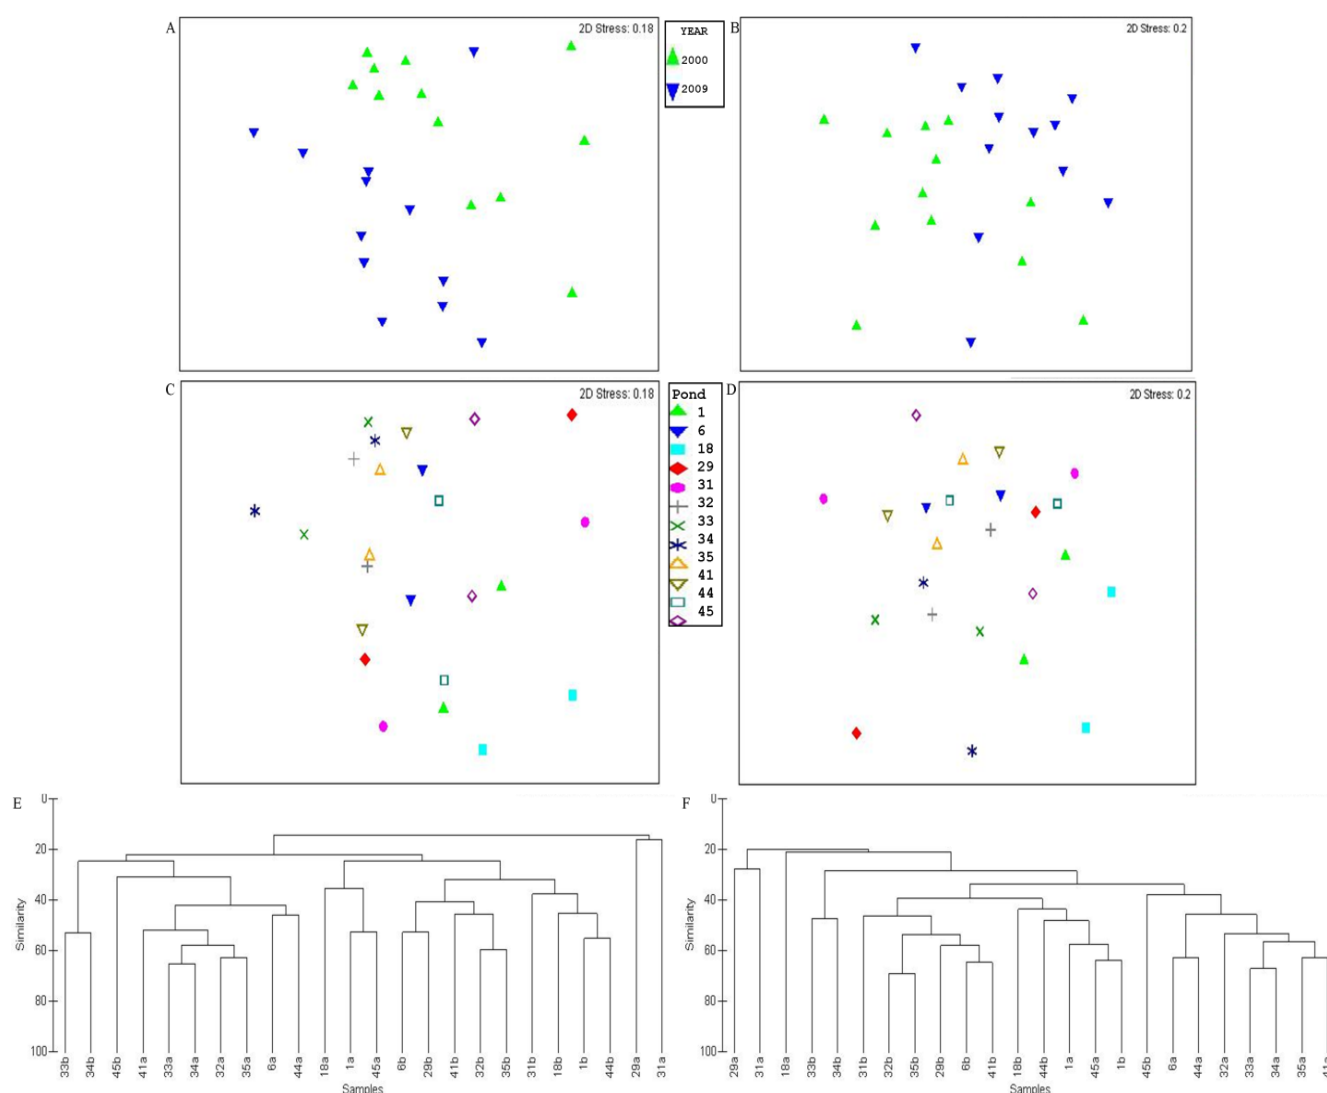 A
2D Stress: 0.18
YEAR
2000
2009
B
2D Stress: 0.2
C
2D Stress: 0.18
Pond
1
6
18
29
31
32
33
34
35
41
44
45
D
2D Stress: 0.2
E
0
20
40
60
80
100
Similarity
33b 34b 45b 41a 33a 34a 32a 35a 6a 44a 18a 1a 45a 6b 29b 41b 32b 35b 31b 18b 1b 44b 29a 31a
Samples
F
0
20
40
60
80
100
Similarity
29a 31a 18a 33b 34b 31b 32b 35b 29b 6b 41b 18b 44b 1a 45a 1b 45b 6a 44a 32a 33a 34a 35a 41a
Samples